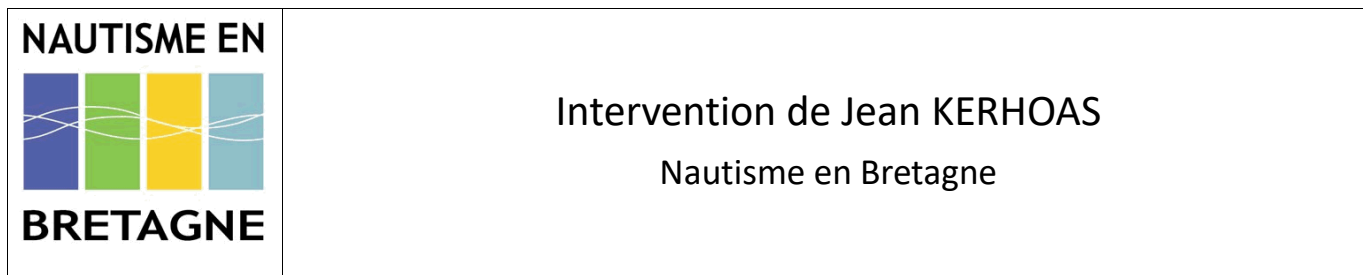 NAUTISME EN
BRETAGNE
Intervention de Jean KERHOAS
Nautisme en Bretagne